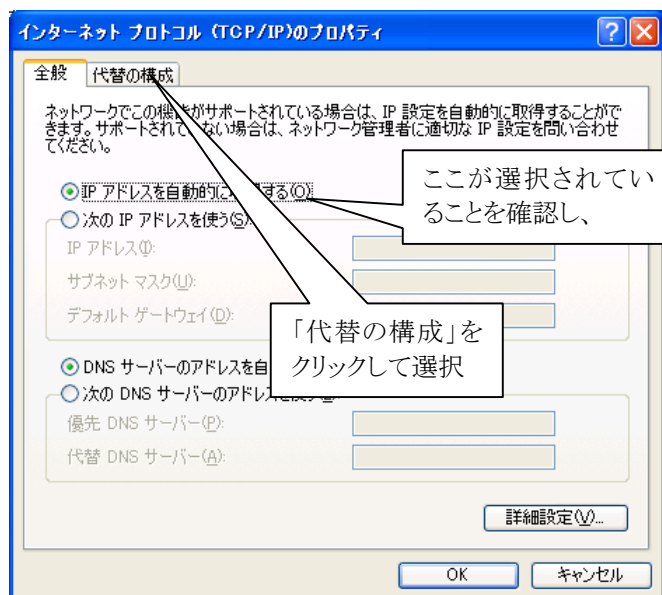 インターネット プロトコル (TCP/IP)のプロパティ
全般
代替の構成
ネットワークでこの機 がサポートされている場合は、IP 設定を自動的に取得することがで
きます。サポートされて ない場合は、ネットワーク管理者に適切な IP 設定を問い合わせ
てください。
IP アドレスを自動的に する(O)
次の IP アドレスを使う(S)
IP アドレス(I):
サブネット マスク(U):
デフォルト ゲートウェイ(D):
ここが選択されてい
ることを確認し、
「代替の構成」を
クリックして選択
DNS サーバーのアドレスを自
次の DNS サーバーのアドレス
優先 DNS サーバー(P):
代替 DNS サーバー(A):
詳細設定(V)...
OK
キャンセル